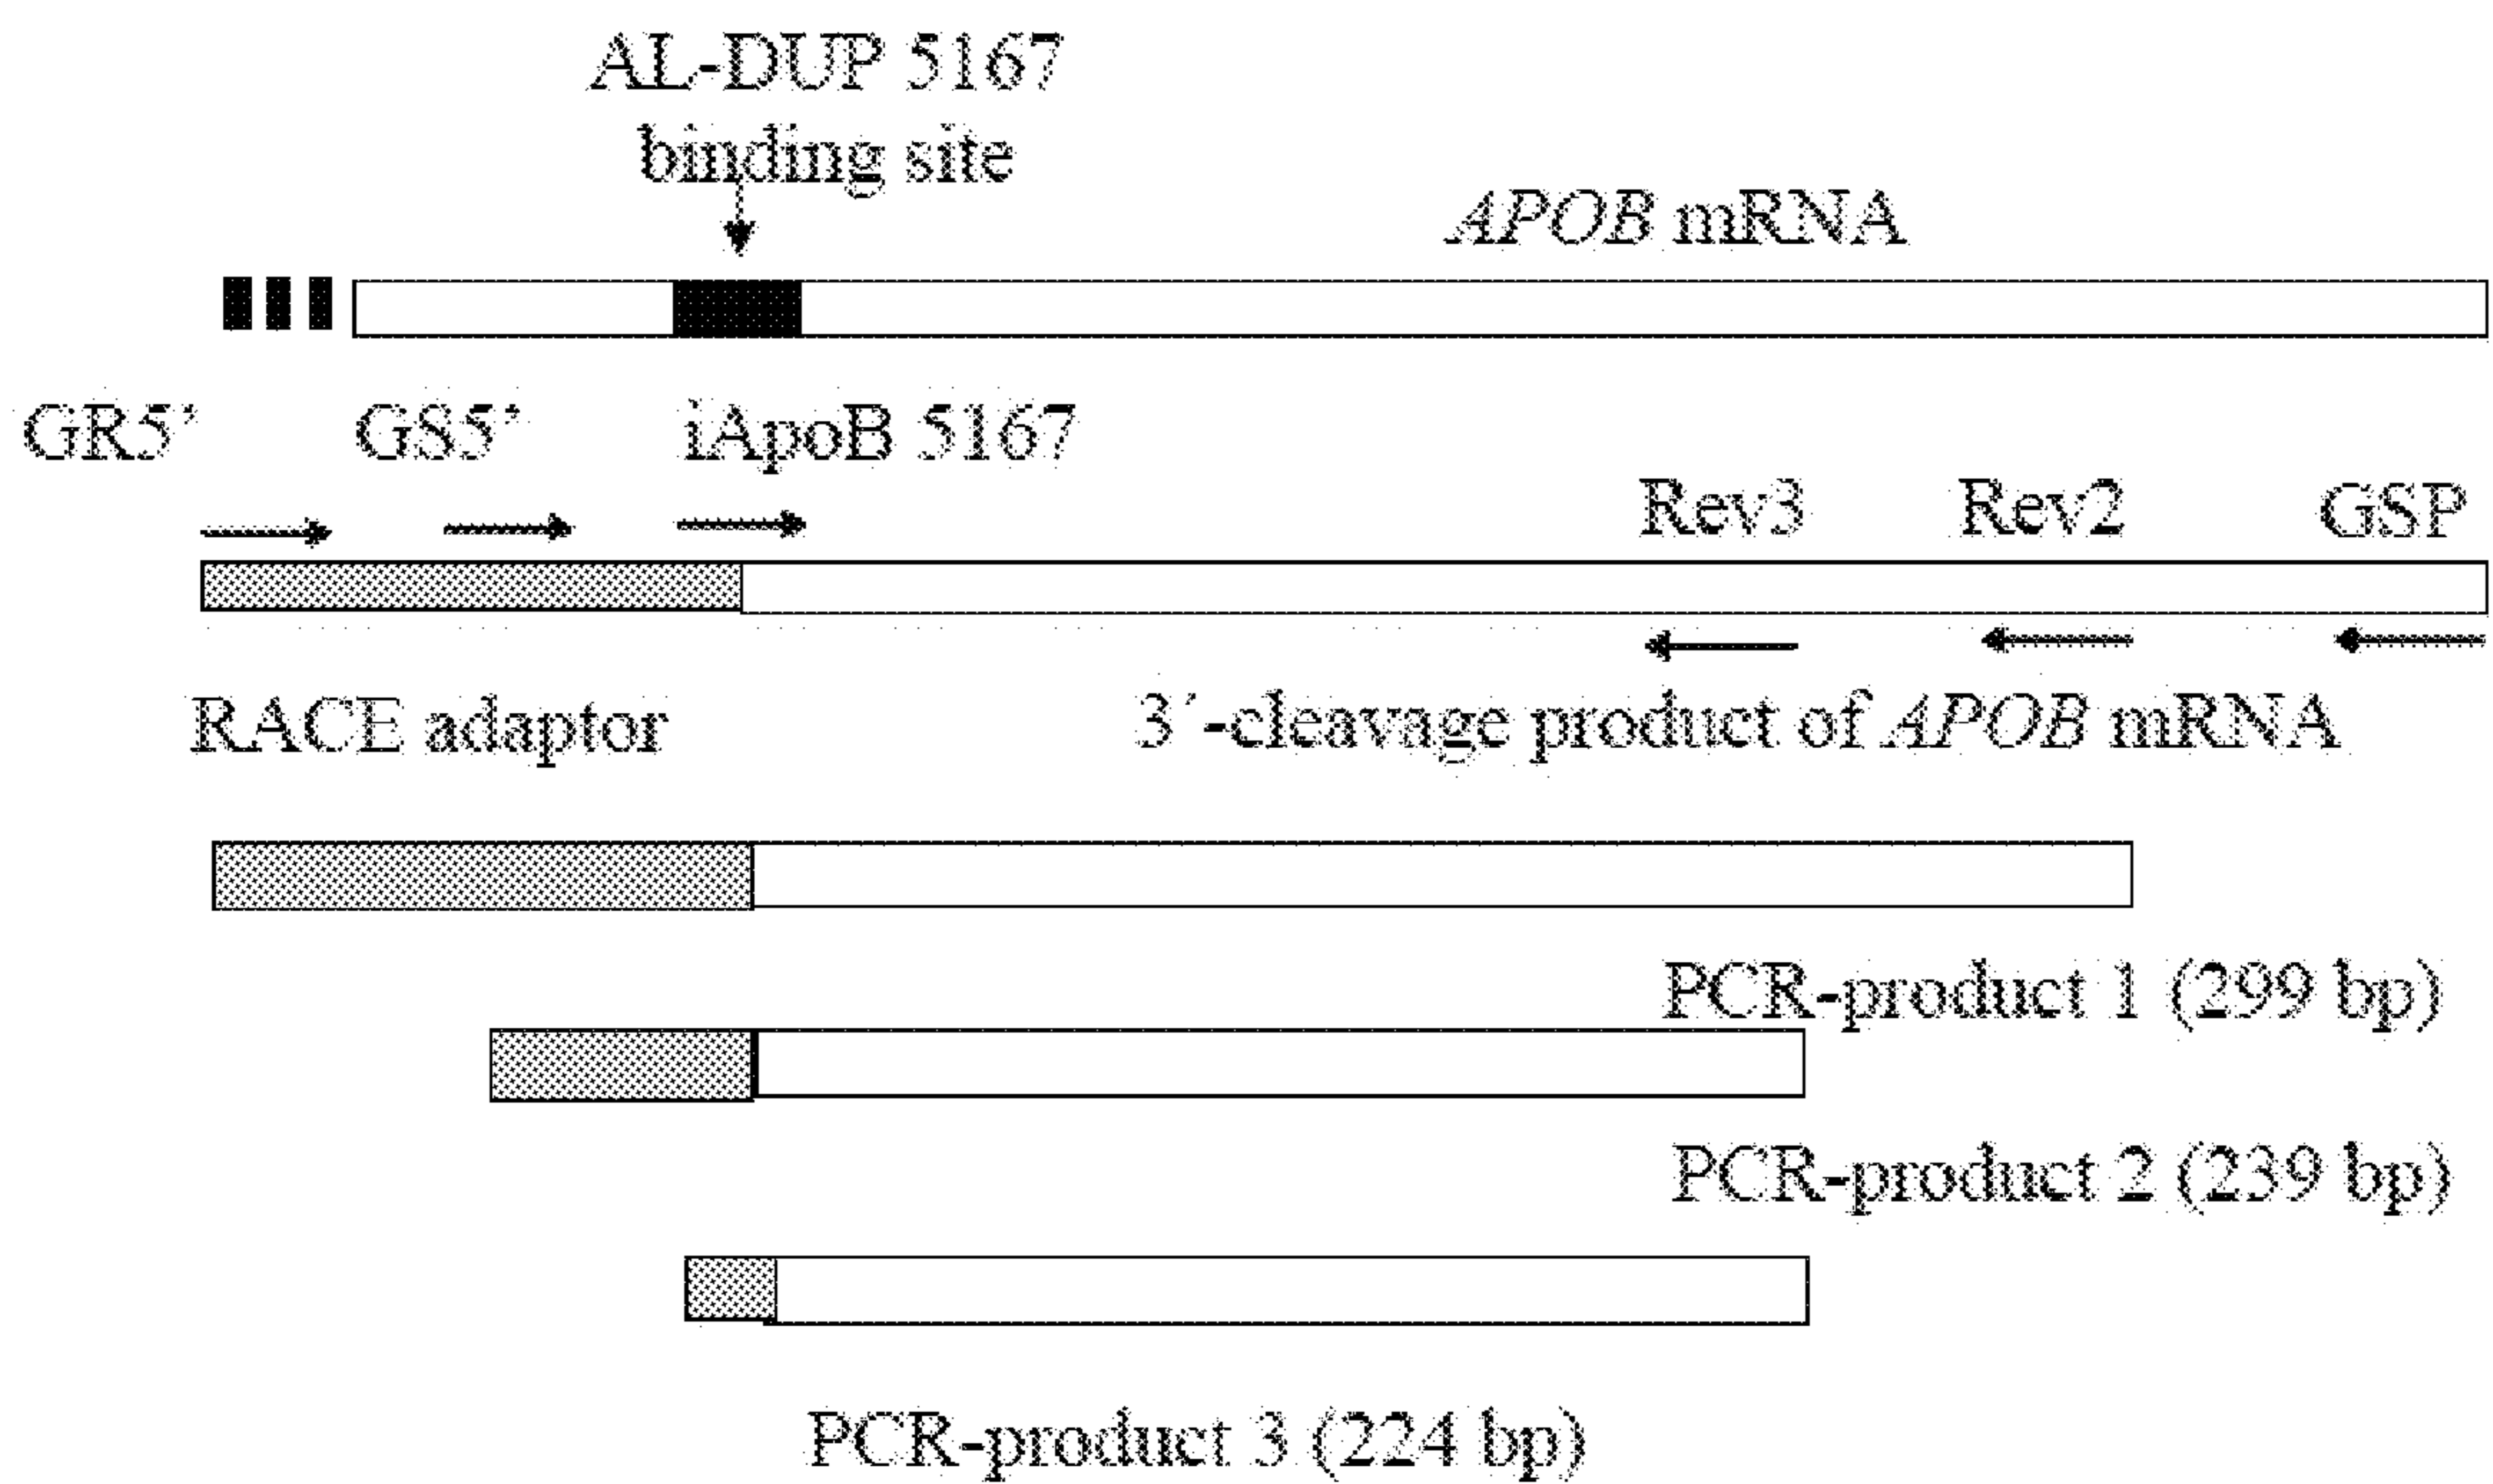 AL-DUP 5167
binding site
APOB mRNA
GR5’ GS5’ iApoB 5167
Rev3 Rev2 GSP
RACE adaptor 3´-cleavage product of APOB mRNA
PCR-product 1 (299 bp)
PCR-product 2 (239 bp)
PCR-product 3 (224 bp)